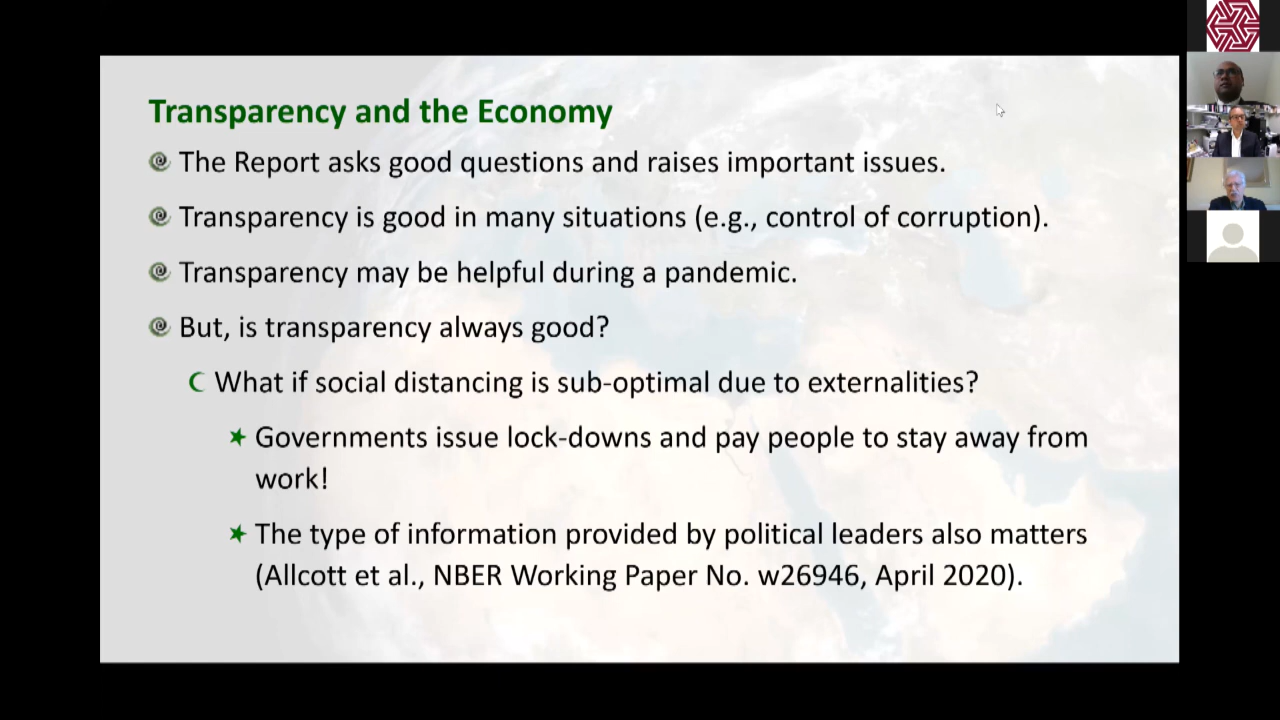 Transparency and the Economy
The Report asks good questions and raises important issues.
Transparency is good in many situations (e.g., control of corruption).
Transparency may be helpful during a pandemic.
But, is transparency always good?
What if social distancing is sub-optimal due to externalities?
Governments issue lock-downs and pay people to stay away from
work!
The type of information provided by political leaders also matters
(Allcott et al., NBER Working Paper No. w26946, April 2020).